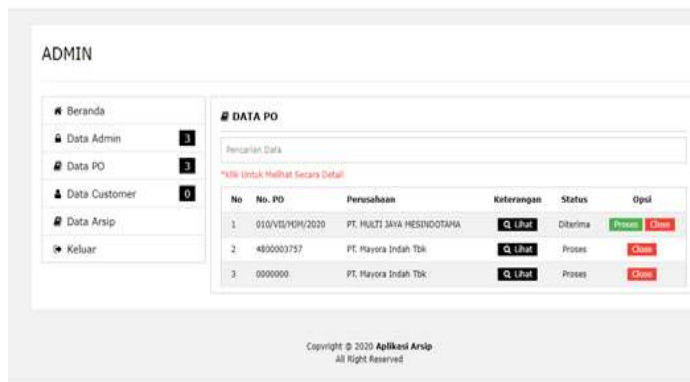 ADMIN
Beranda
Data Admin 3
Data PO 3
Data Customer 0
Data Arsip
Keluar
DATA PO
Pencarian Data
*klik Untuk Melihat Secara Detail
No No. PO Perusahaan Keterangan Status Opsi
1 010/VII/MJM/2020 PT. MULTI JAYA MESINDOTAMA Lihat Diterima Proses Close
2 4800003757 PT. Mayora Indah Tbk Lihat Proses Close
3 0000000 PT. Mayora Indah Tbk Lihat Proses Close
Copyright @ 2020 Aplikasi Arsip
All Right Reserved